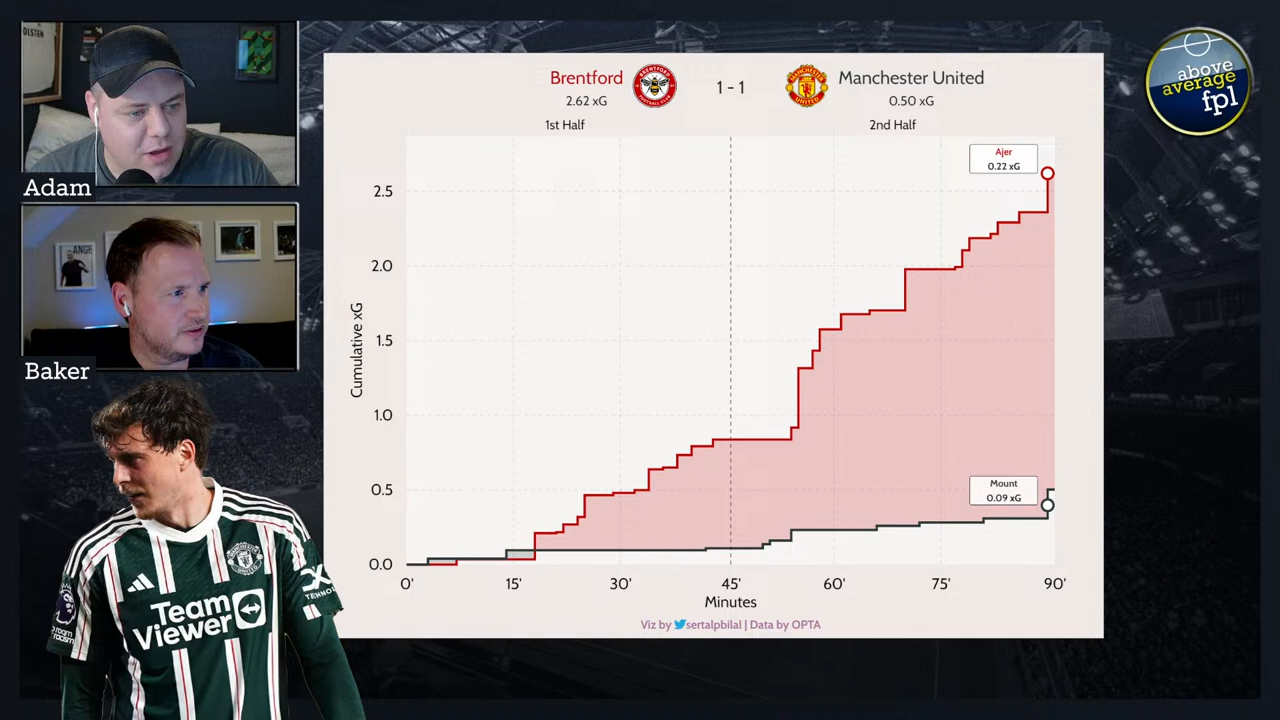 OLSTEN
Adam
ANGE
Baker
above
average
fpl
Brentford
1 - 1
Manchester United
2.62 xG
0.50 xG
1st Half
2nd Half
Ajer
0.22 xG
Mount
0.09 xG
Cumulative xG
2.5
2.0
1.5
1.0
0.5
0.0
0'
15'
30'
45'
60'
75'
90'
Minutes
Viz by sertalpbilal | Data by OPTA
Team
Viewer